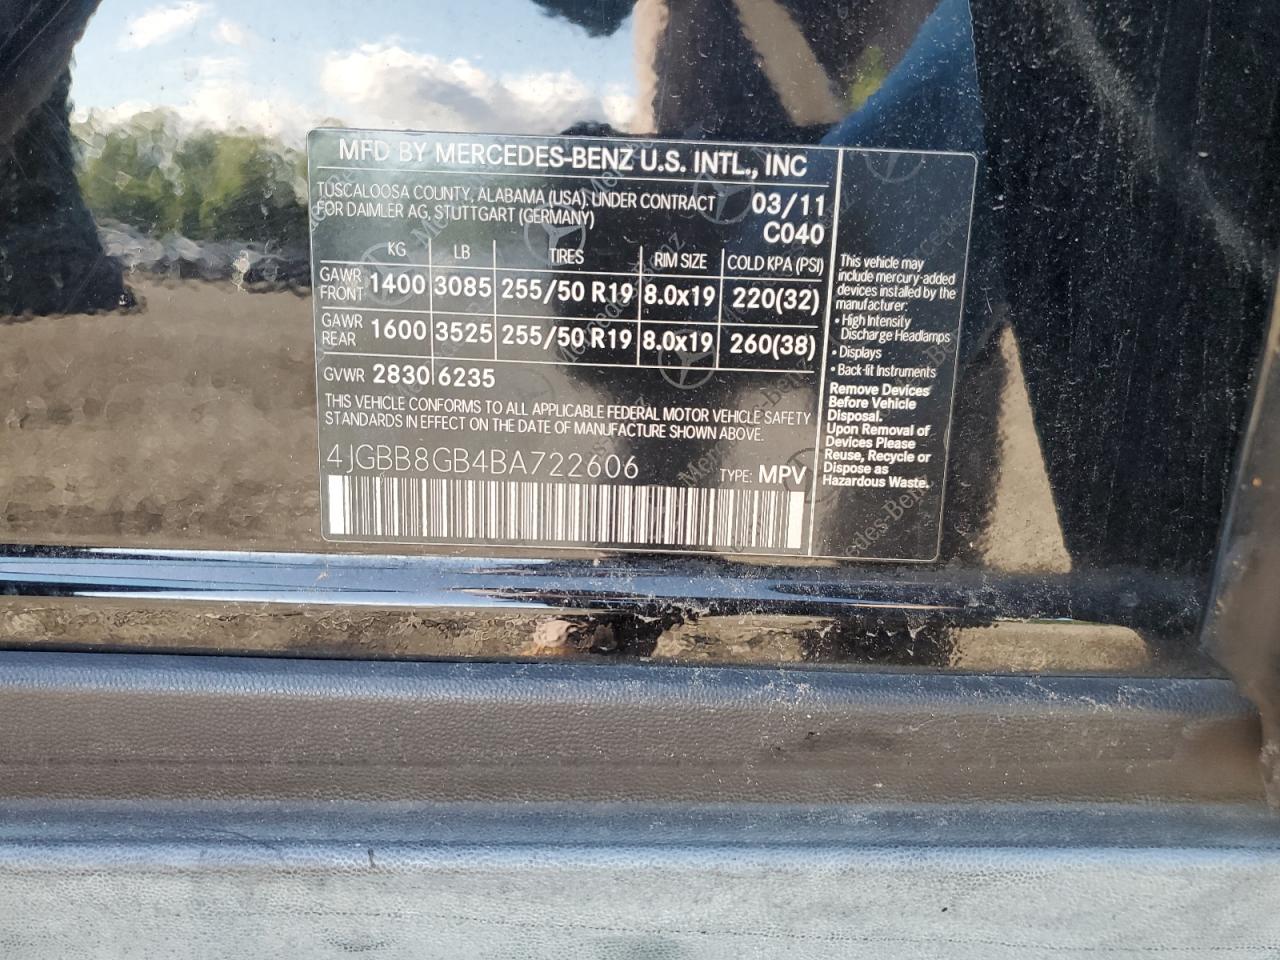 MFD BY MERCEDES-BENZ U.S. INTL., INC
TUSCALOOSA COUNTY, ALABAMA (USA). UNDER CONTRACT
FOR DAIMLER AG, STUTTGART (GERMANY)
03/11
C040
KG LB TIRES RIM SIZE COLD KPA (PSI)
GAWR FRONT 1400 3085 255/50 R19 8.0x19 220(32)
GAWR REAR 1600 3525 255/50 R19 8.0x19 260(38)
GVWR 2830 6235
THIS VEHICLE CONFORMS TO ALL APPLICABLE FEDERAL MOTOR VEHICLE SAFETY
STANDARDS IN EFFECT ON THE DATE OF MANUFACTURE SHOWN ABOVE.
4JGBB8GB4BA722606
TYPE: MPV
This vehicle may
include mercury-added
devices installed by the
manufacturer:
• High Intensity
Discharge Headlamps
• Displays
• Back-lit Instruments
Remove Devices
Before Vehicle
Disposal.
Upon Removal of
Devices Please
Reuse, Recycle or
Dispose as
Hazardous Waste.